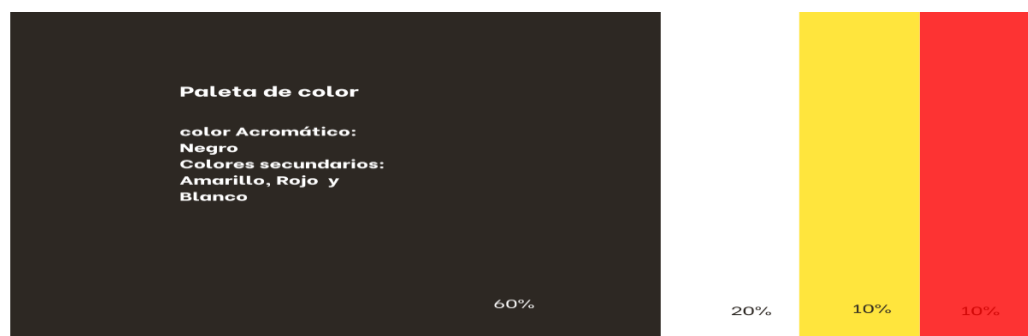 Paleta de color
color Acromático:
Negro
Colores secundarios:
Amarillo, Rojo y
Blanco
60%
20%
10%
10%